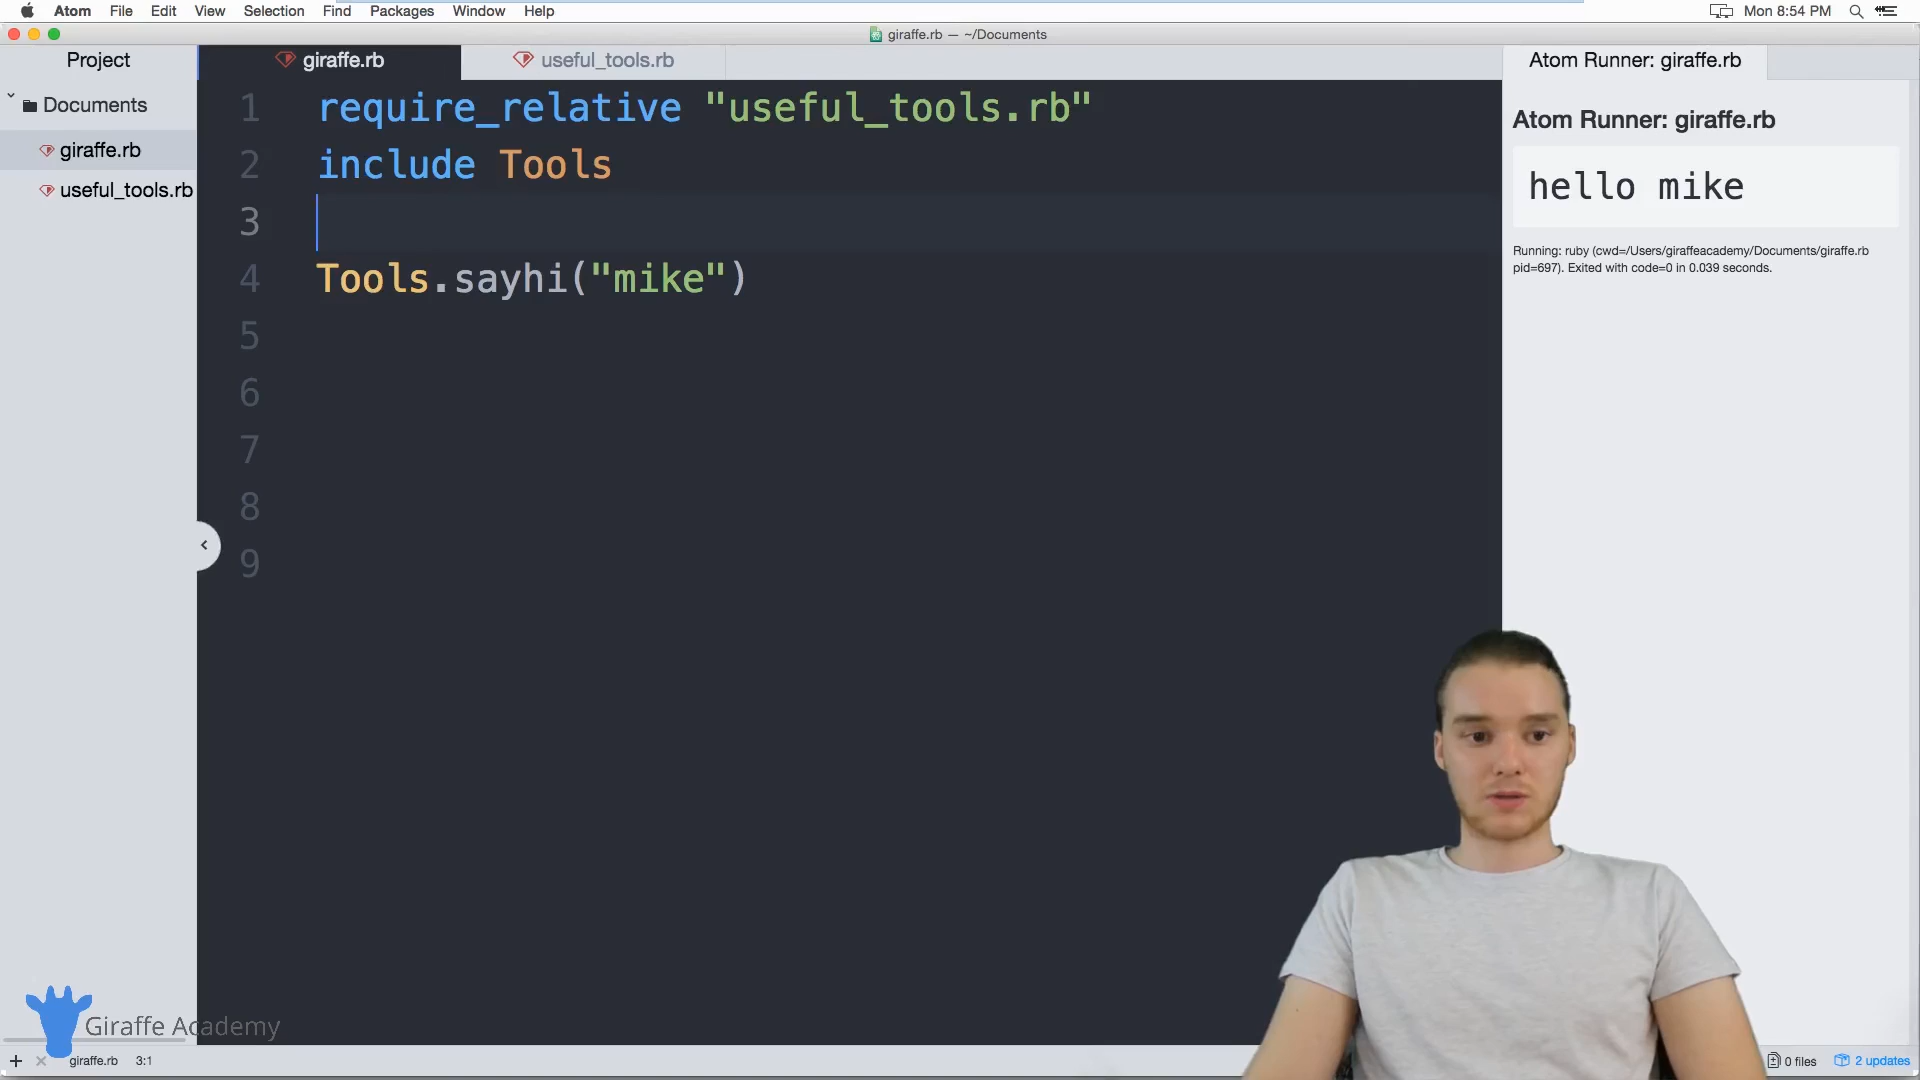 Atom File Edit View Selection Find Packages Window Help Mon 8:54 PM
giraffe.rb — ~/Documents
Project
Documents
giraffe.rb
useful_tools.rb
giraffe.rb useful_tools.rb
1 require_relative "useful_tools.rb"
2 include Tools
3
4 Tools.sayhi("mike")
5
6
7
8
9
Atom Runner: giraffe.rb
Atom Runner: giraffe.rb
hello mike
Running: ruby (cwd=/Users/giraffeacademy/Documents/giraffe.rb
pid=697). Exited with code=0 in 0.039 seconds.
Giraffe Academy
giraffe.rb 3:1 0 files 2 updates